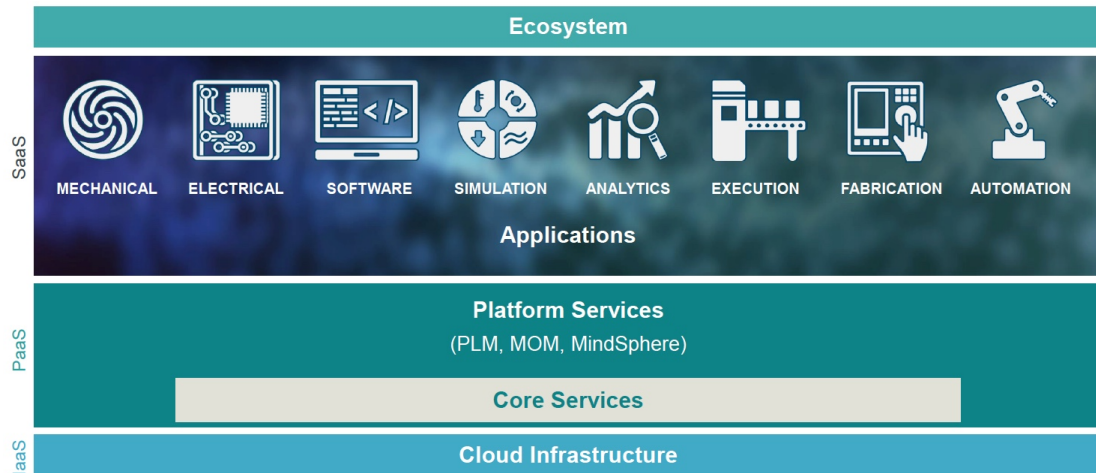 Ecosystem
SaaS
</>
MECHANICAL ELECTRICAL SOFTWARE SIMULATION ANALYTICS EXECUTION FABRICATION AUTOMATION
Applications
PaaS
Platform Services
(PLM, MOM, MindSphere)
Core Services
IaaS
Cloud Infrastructure